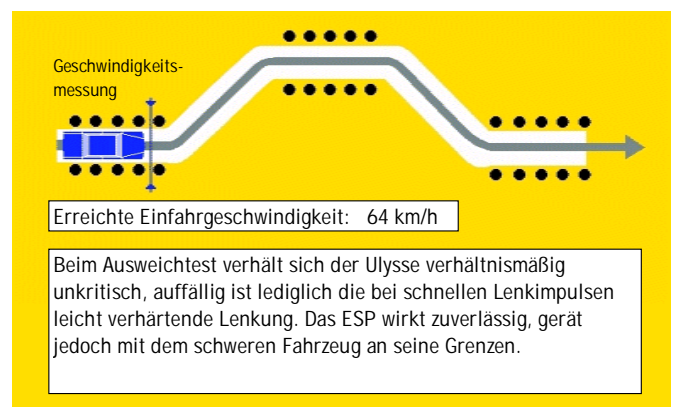 Geschwindigkeits-
messung
Erreichte Einfahrgeschwindigkeit: 64 km/h
Beim Ausweichtest verhält sich der Ulysse verhältnismäßig
unkritisch, auffällig ist lediglich die bei schnellen Lenkimpulsen
leicht verhärtende Lenkung. Das ESP wirkt zuverlässig, gerät
jedoch mit dem schweren Fahrzeug an seine Grenzen.